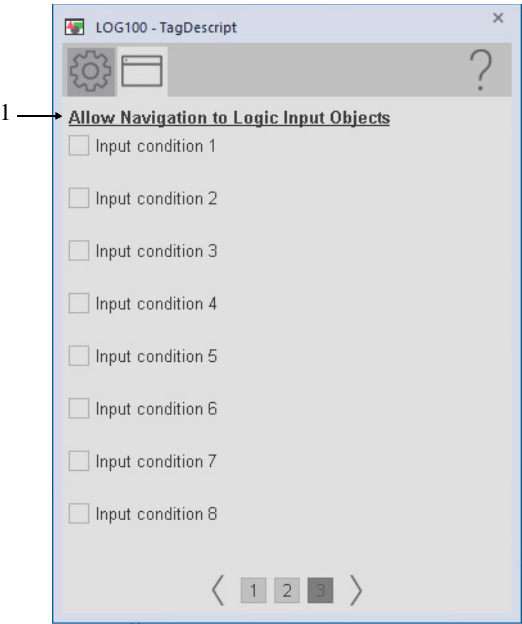 LOG100 - TagDescript
1
Allow Navigation to Logic Input Objects
Input condition 1
Input condition 2
Input condition 3
Input condition 4
Input condition 5
Input condition 6
Input condition 7
Input condition 8
1 2 3